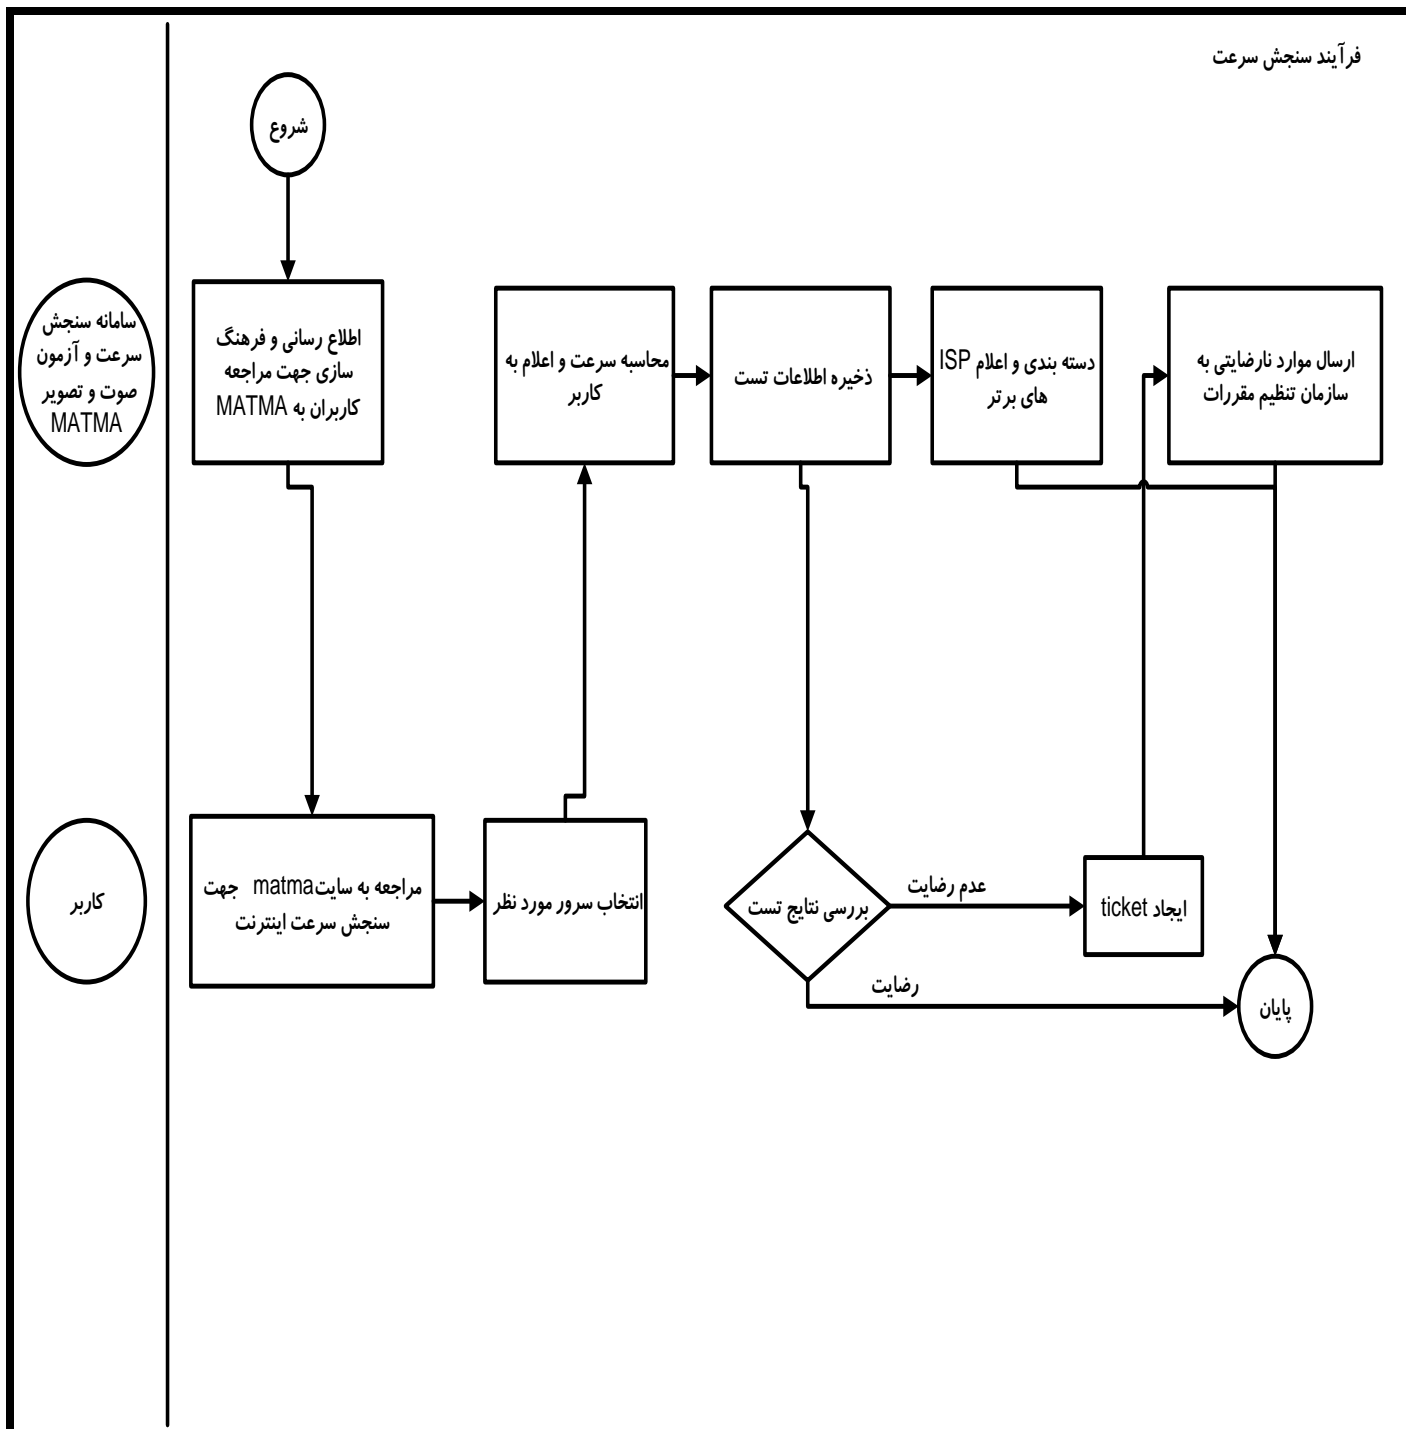 فرآیند سنجش سرعت
شروع
سامانه سنجش
سرعت و آزمون
صوت و تصویر
MATMA
اطلاع رسانی و فرهنگ
سازی جهت مراجعه
کاربران به MATMA
محاسبه سرعت و اعلام به
کاربر
ذخیره اطلاعات تست
دسته بندی و اعلام ISP
های برتر
ارسال موارد نارضایتی به
سازمان تنظیم مقررات
کاربر
مراجعه به سایت matma جهت
سنجش سرعت اینترنت
انتخاب سرور مورد نظر
بررسی نتایج تست
عدم رضایت
ایجاد ticket
رضایت
پایان